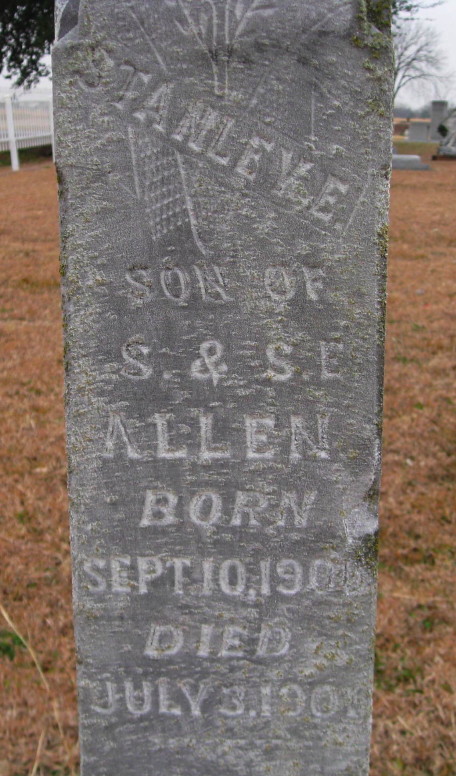 STANLEY E.
SON OF
S. & S.E
ALLEN
BORN
SEPT.10,
DIED
JULY 3,